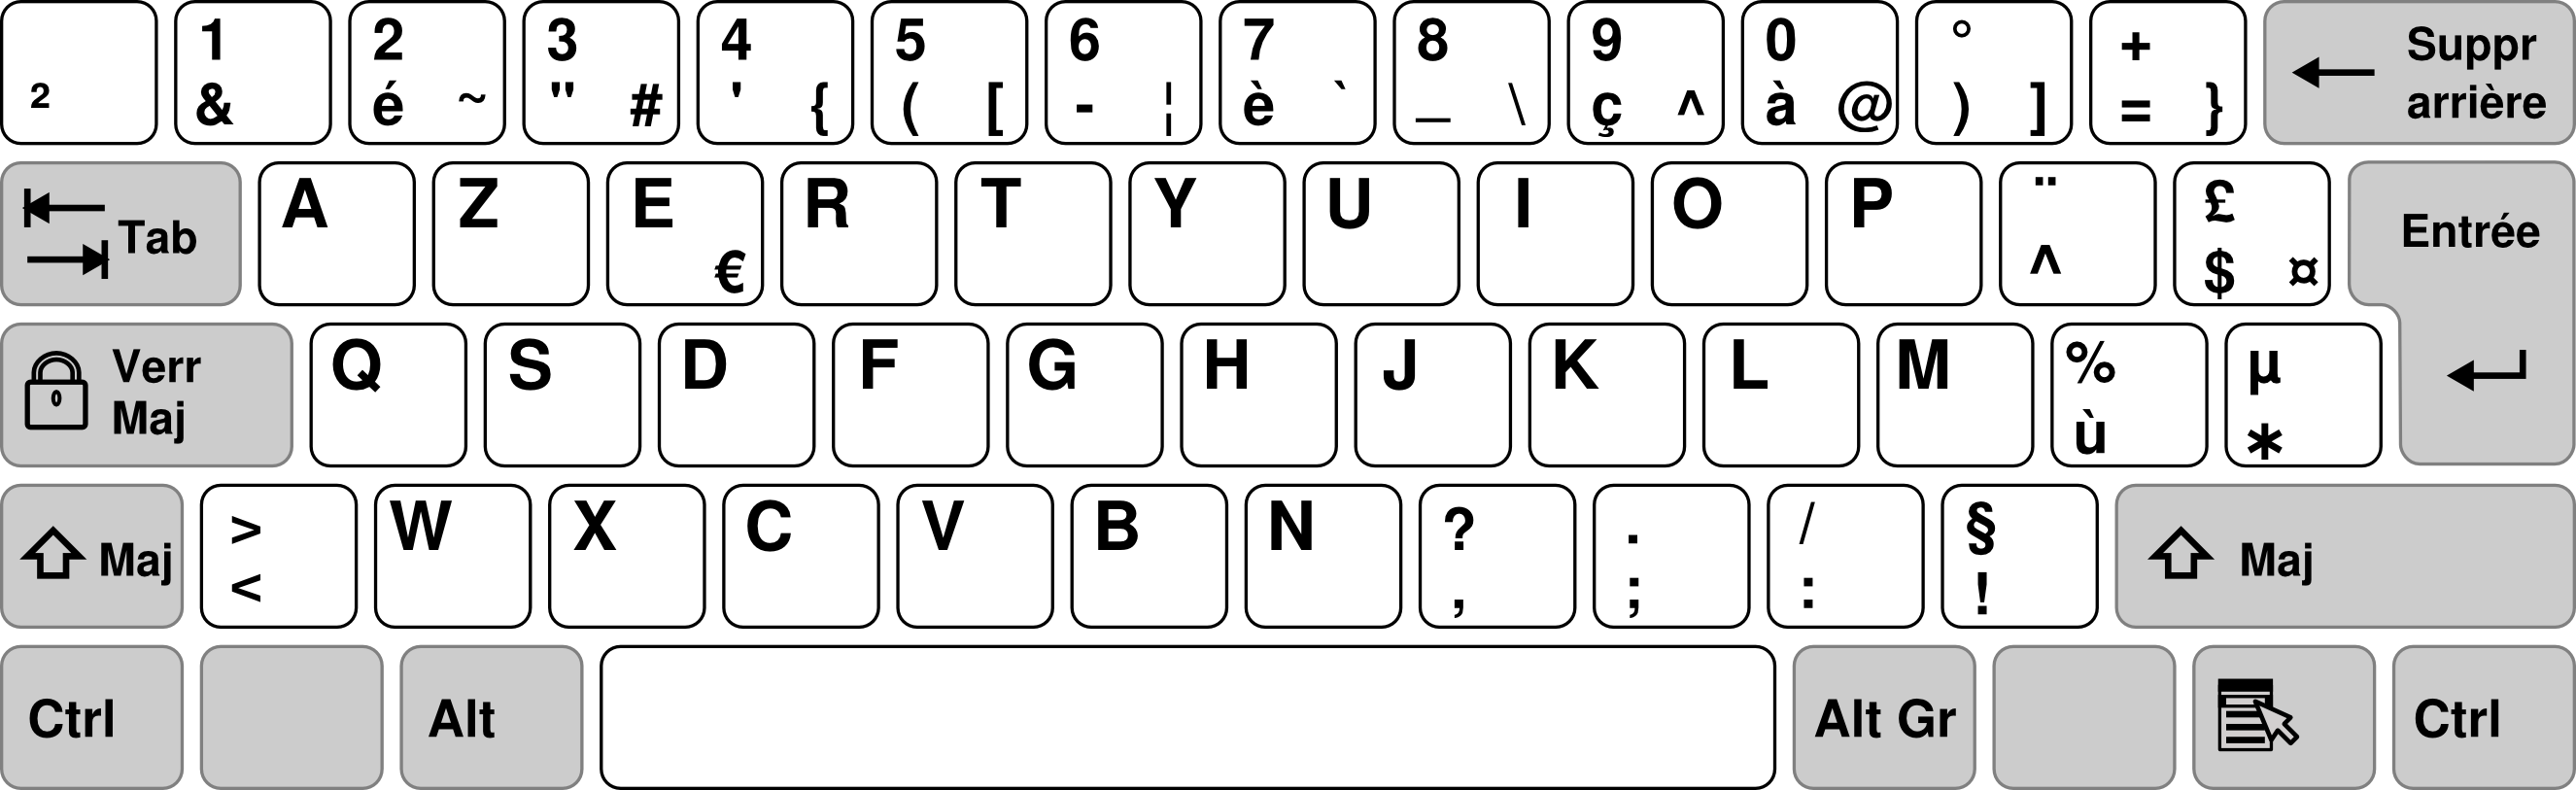 1 2 3 4 5 6 7 8 9 0 ° + Suppr
² & é ~ " # ' { ( [ - ¦ è ` _ \ ç ^ à @ ) ] = } arrière
Tab A Z E € R T Y U I O P ¨ ^ £ $ ¤ Entrée
Verr Maj Q S D F G H J K L M % ù µ *
Maj > < W X C V B N ? , . ; / : § ! Maj
Ctrl Alt Alt Gr Ctrl